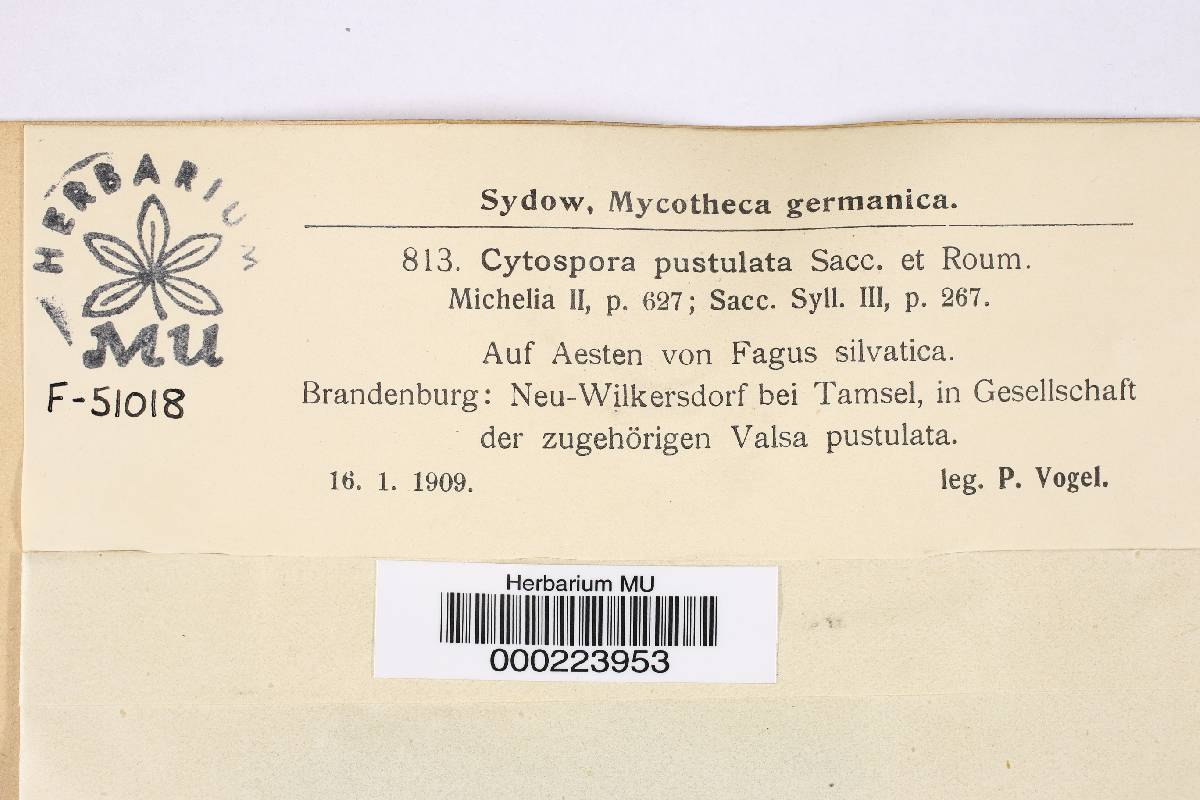 HERBARIUM
MU
F-51018
Sydow, Mycotheca germanica.
813. Cytospora pustulata Sacc. et Roum.
Michelia II, p. 627; Sacc. Syll. III, p. 267.
Auf Aesten von Fagus silvatica.
Brandenburg: Neu-Wilkersdorf bei Tamsel, in Gesellschaft
der zugehörigen Valsa pustulata.
16. 1. 1909. leg. P. Vogel.
Herbarium MU
000223953